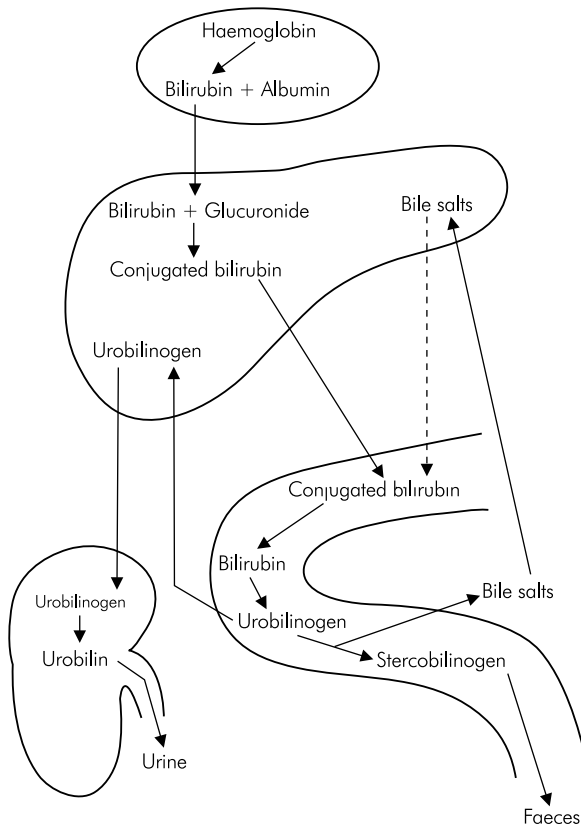 Haemoglobin
Bilirubin + Albumin
Bilirubin + Glucuronide
Bile salts
Conjugated bilirubin
Urobilinogen
Conjugated bilirubin
Bilirubin
Bile salts
Urobilinogen
Urobilinogen
Stercobilinogen
Urobilin
Urine
Faeces